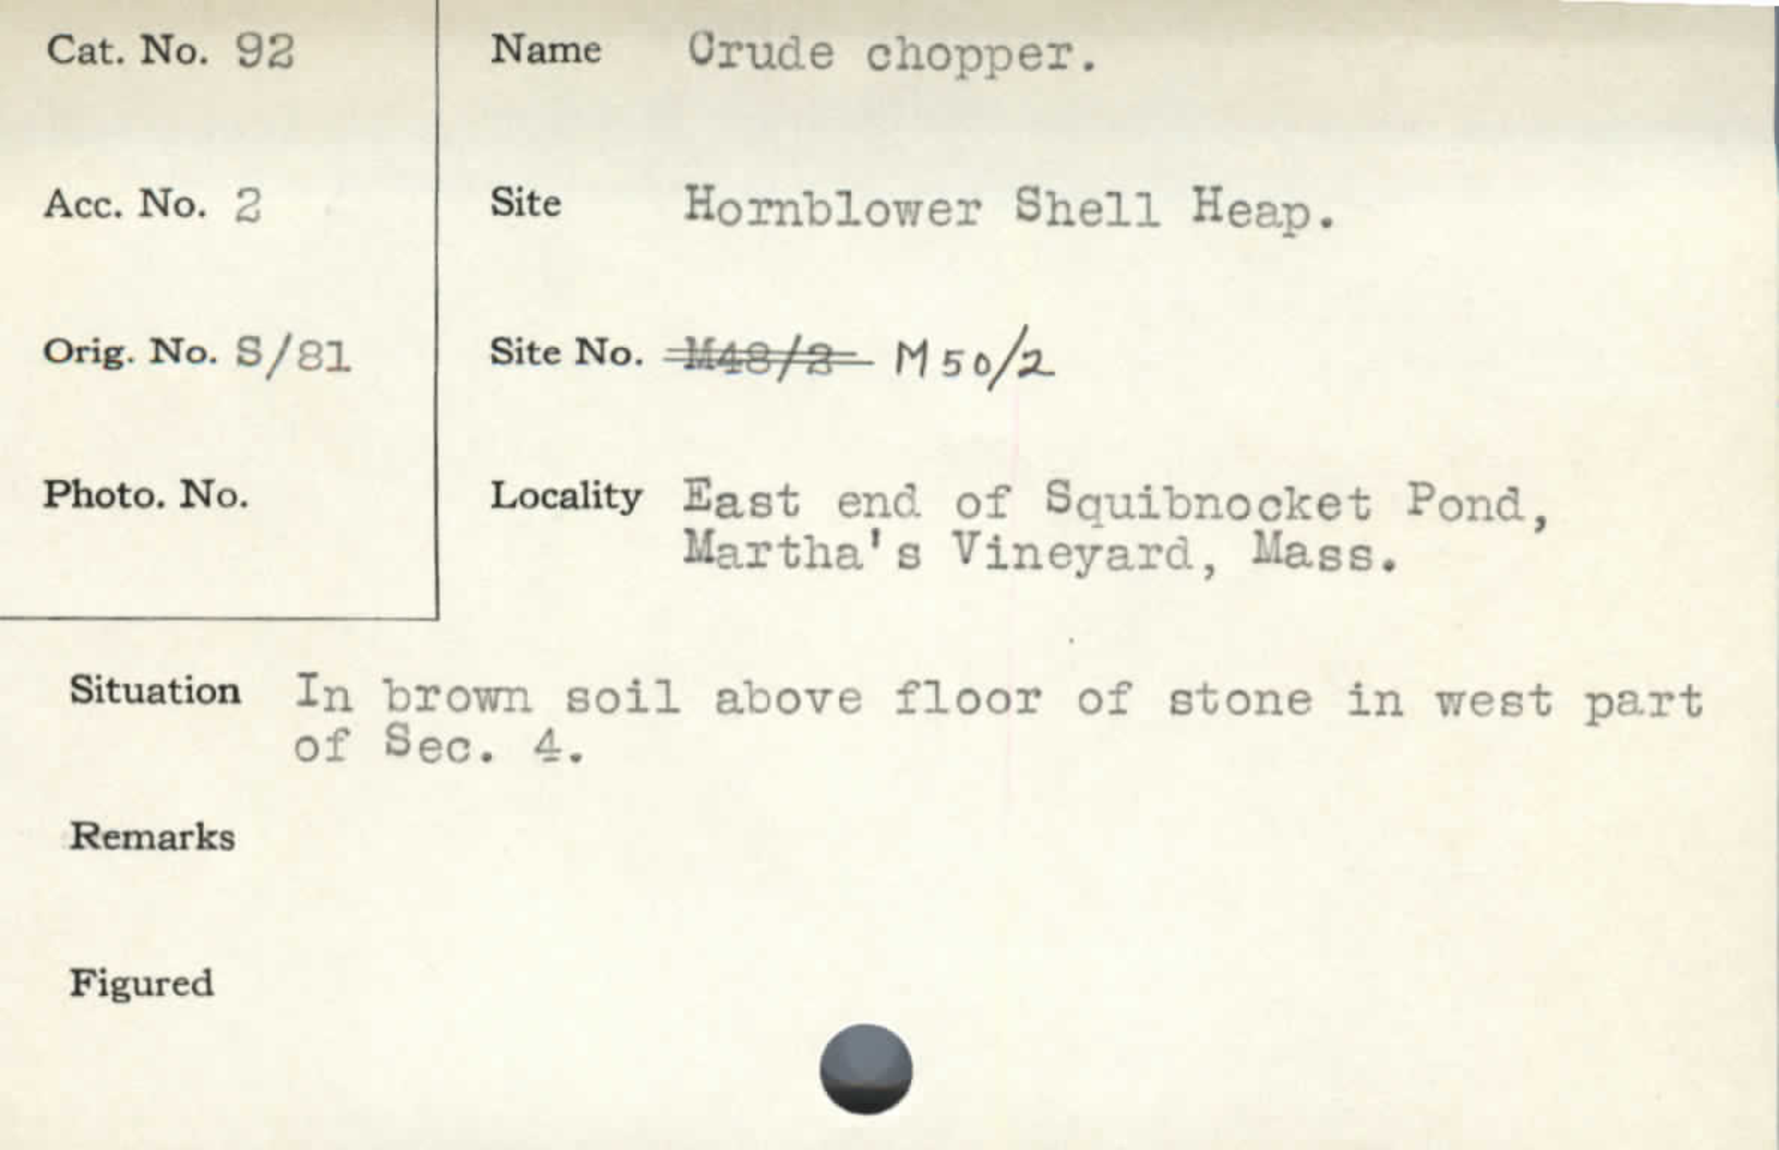 Cat. No. 92
Name Crude chopper.
Acc. No. 2
Site Hornblower Shell Heap.
Orig. No. S/81
Site No. M48/2 M50/2
Photo. No.
Locality East end of Squibnocket Pond,
Martha's Vineyard, Mass.
Situation In brown soil above floor of stone in west part
of Sec. 4.
Remarks
Figured